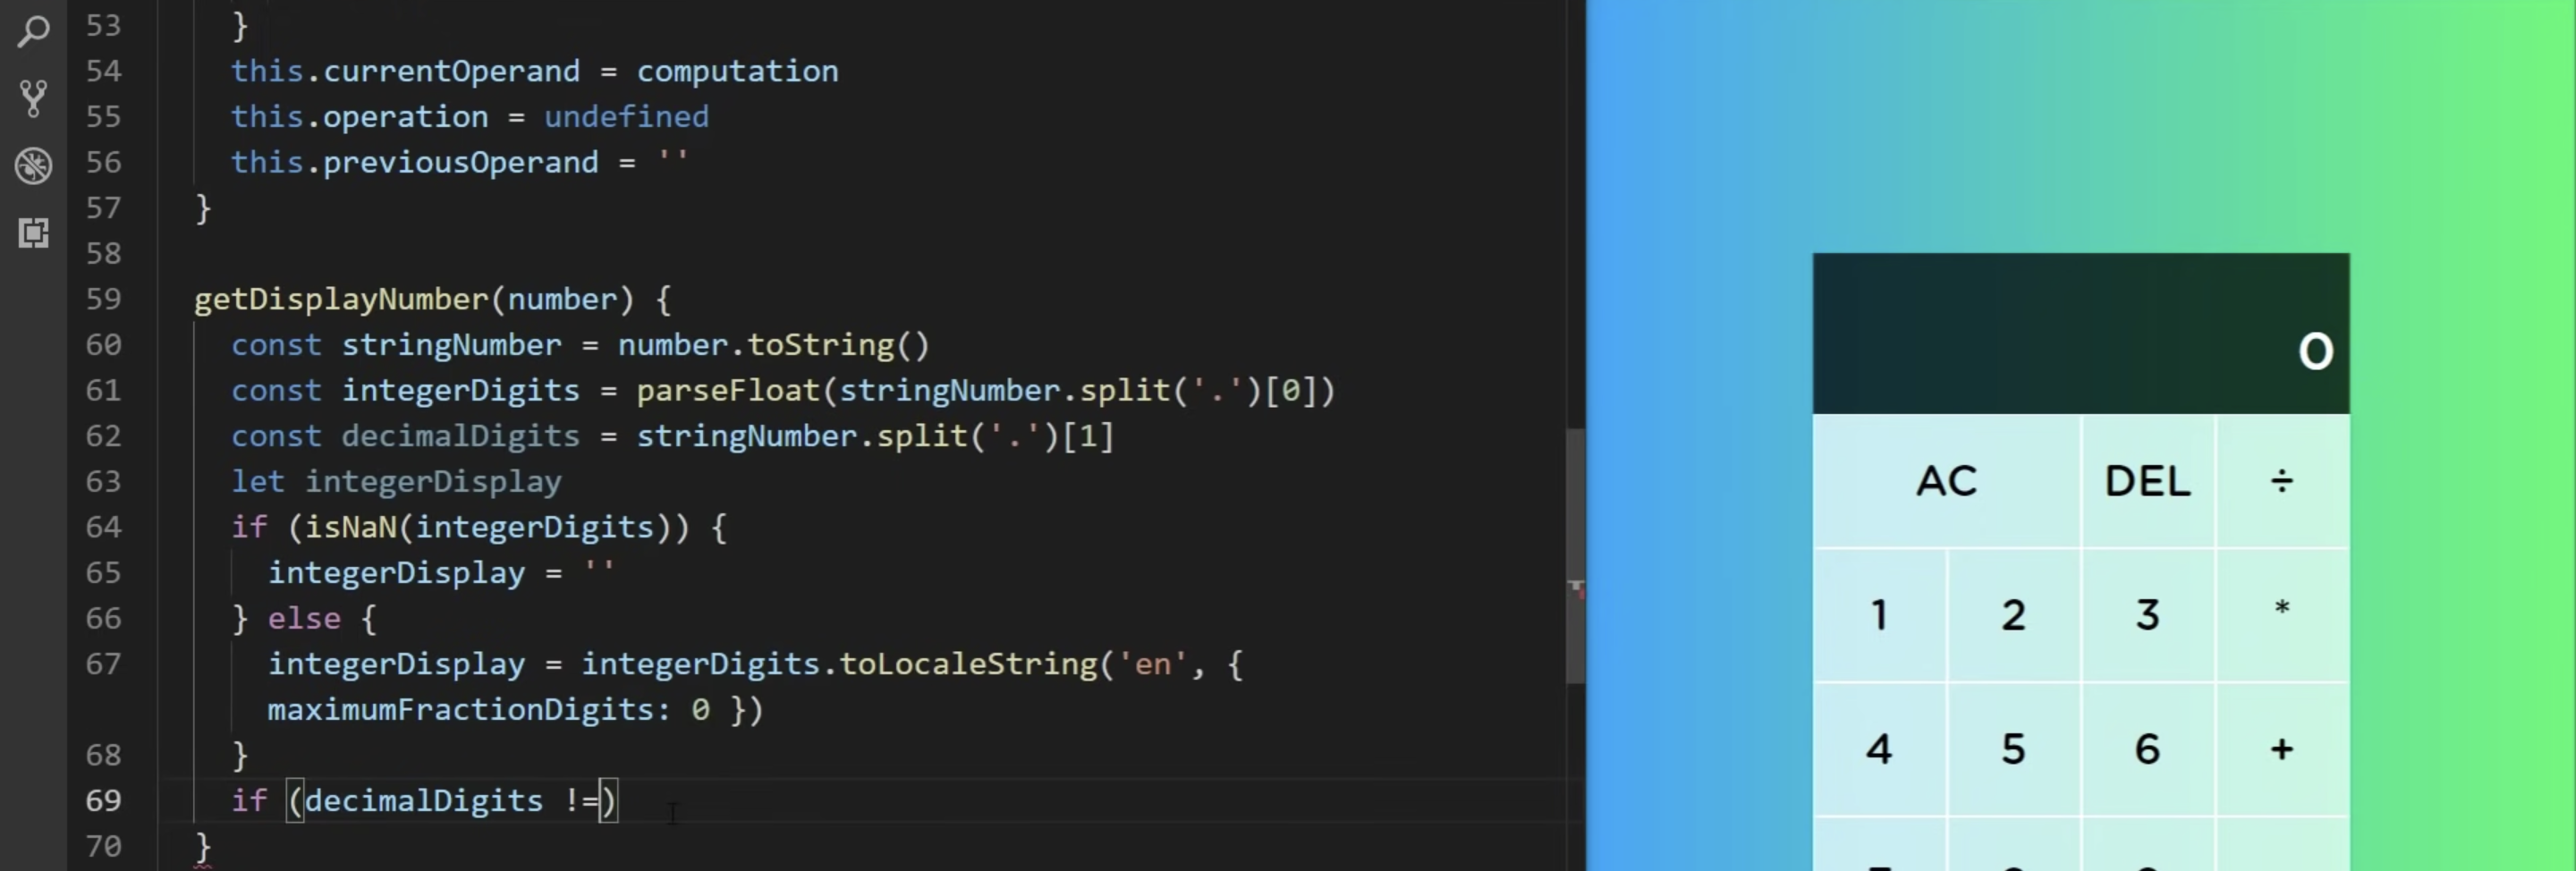 53 }
54 this.currentOperand = computation
55 this.operation = undefined
56 this.previousOperand = ''
57 }
58
59 getDisplayNumber(number) {
60 const stringNumber = number.toString()
61 const integerDigits = parseFloat(stringNumber.split('.')[0])
62 const decimalDigits = stringNumber.split('.')[1]
63 let integerDisplay
64 if (isNaN(integerDigits)) {
65 integerDisplay = ''
66 } else {
67 integerDisplay = integerDigits.toLocaleString('en', {
maximumFractionDigits: 0 })
68 }
69 if (decimalDigits !=)
70 }
0
AC DEL ÷
1 2 3 *
4 5 6 +